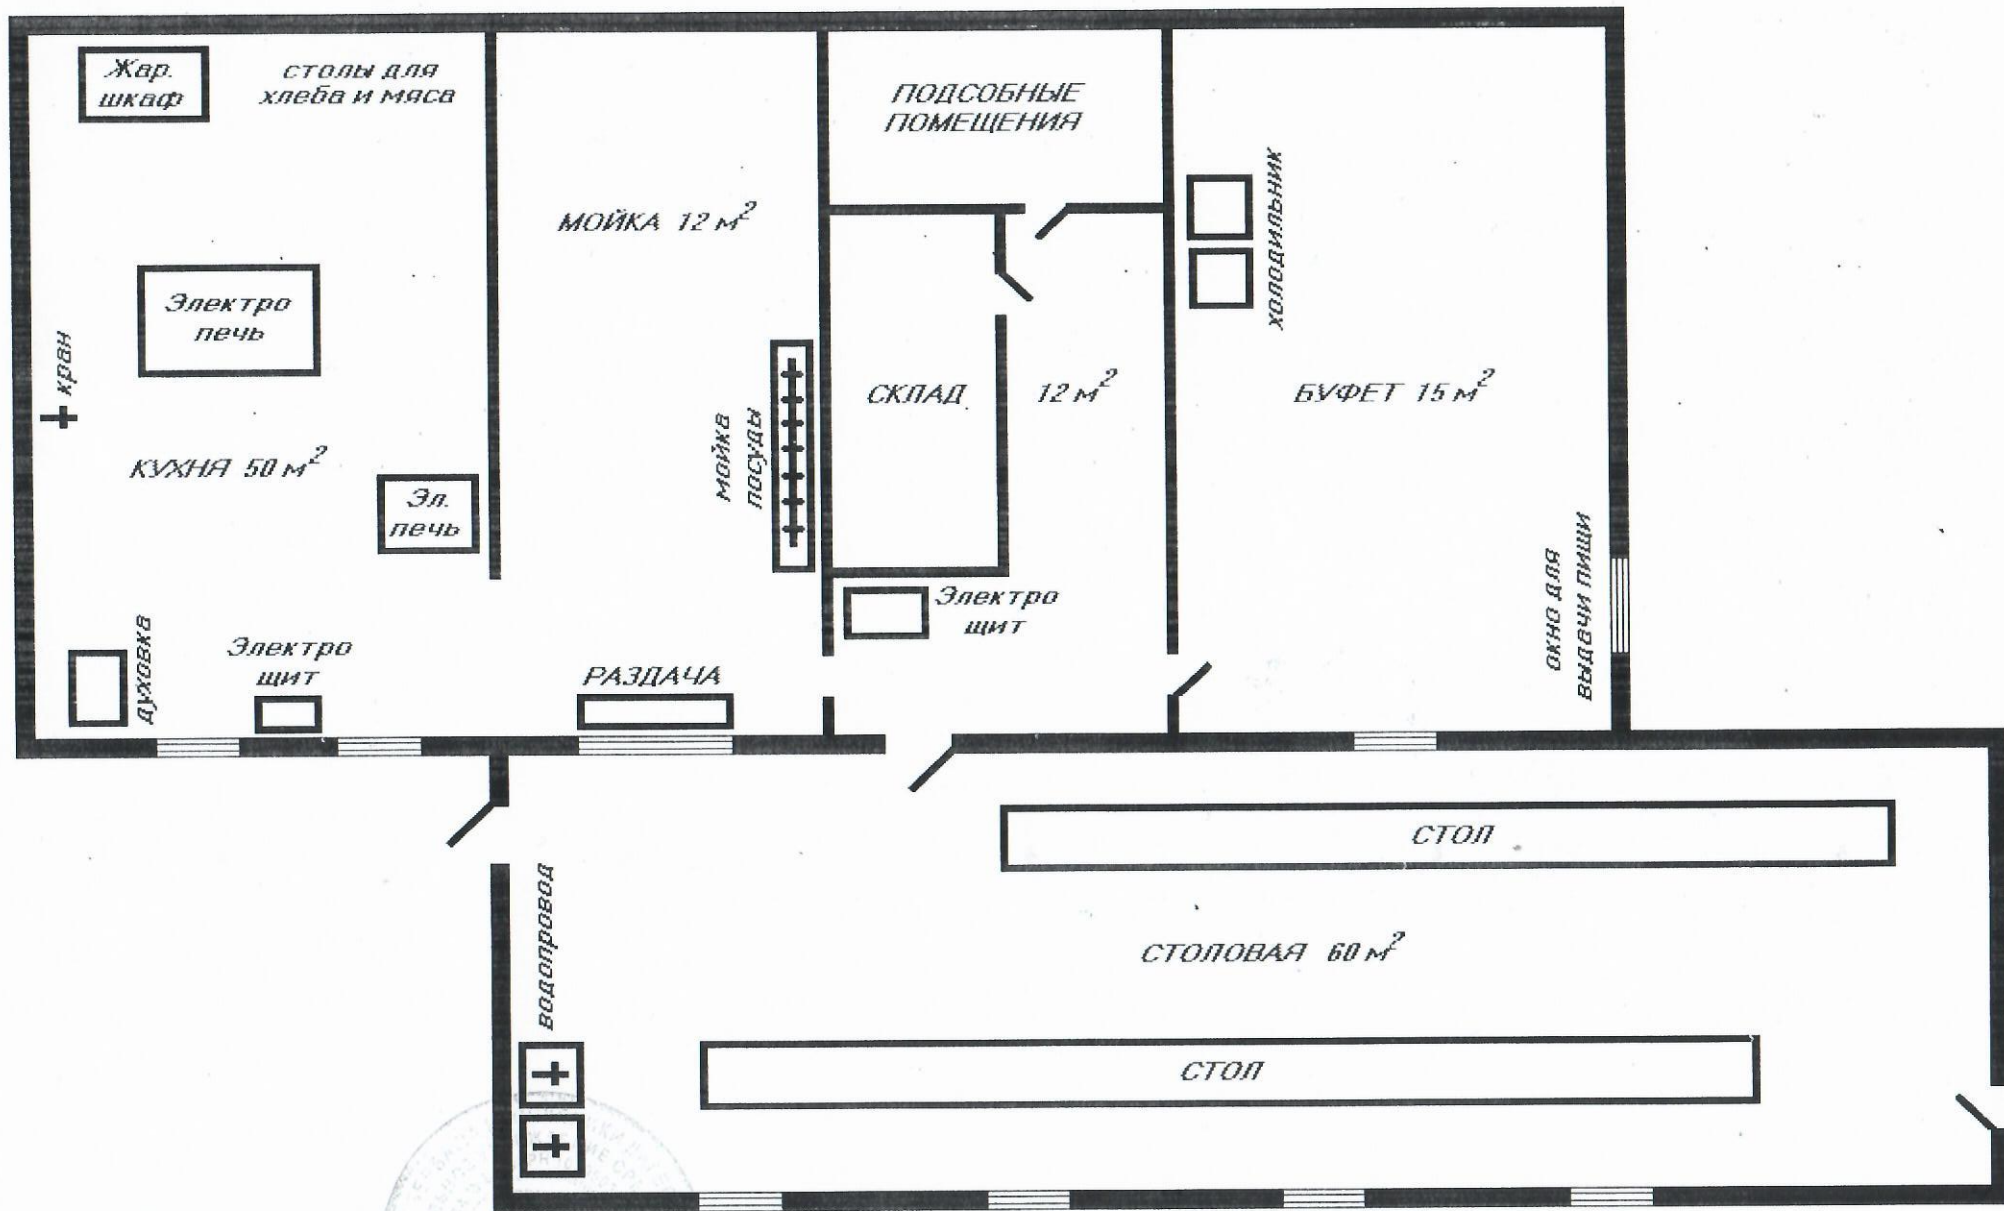 Жар.
шкаф
столы для
хлеба и мяса
ПОДСОБНЫЕ
ПОМЕЩЕНИЯ
МОЙКА 12 м²
холодильник
Электро
печь
кран
СКЛАД
12 м²
БУФЕТ 15 м²
КУХНЯ 50 м²
мойка
посуды
Эл.
печь
окно для
выдачи пищи
Электро
щит
духовка
Электро
щит
РАЗДАЧА
СТОЛ
водопровод
СТОЛОВАЯ 60 м²
СТОЛ